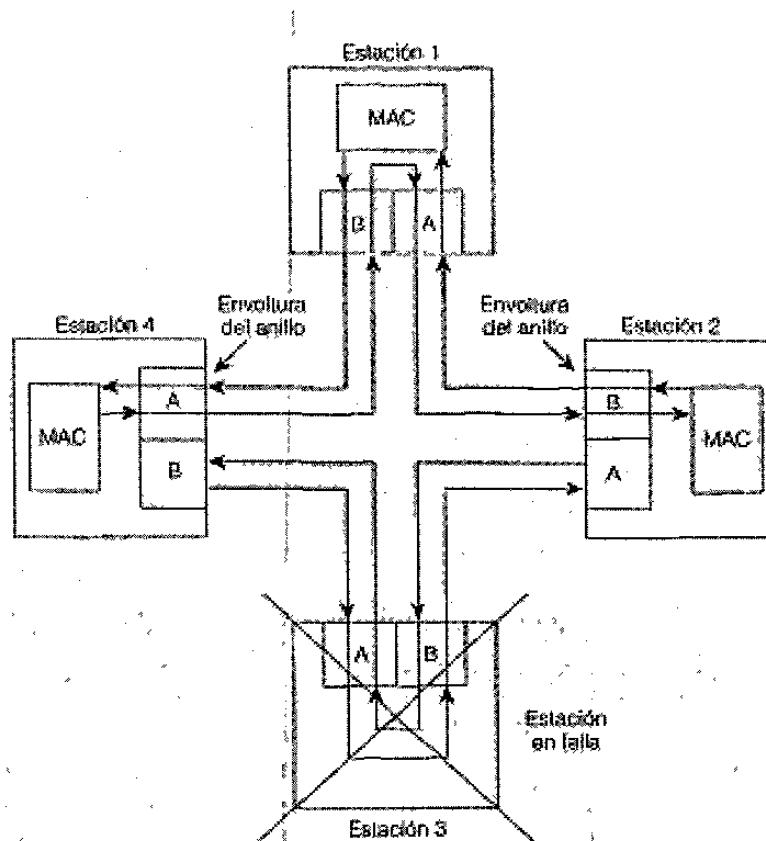 Estación 1
MAC
B A
Envoltura
del anillo
Envoltura
del anillo
Estación 4
Estación 2
A
MAC
B
B
MAC
A
A B
Estación
en falla
Estación 3